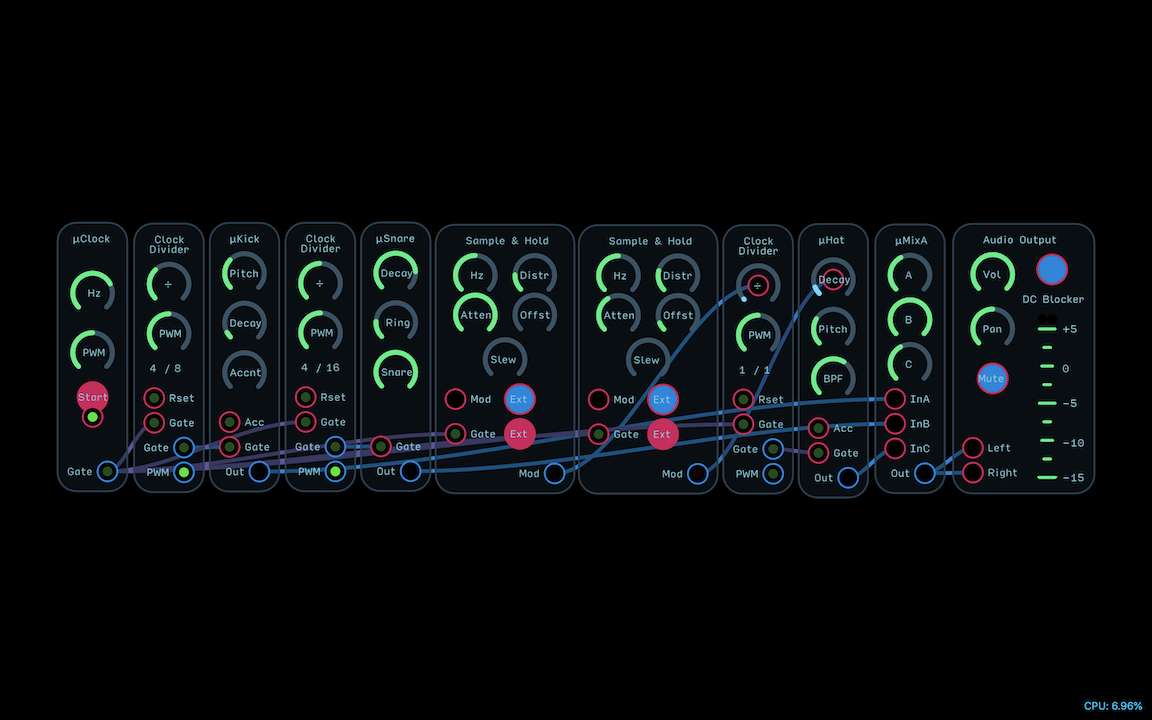 µClock
Hz
PWM
Start
Gate
Clock
Divider
÷
PWM
4 / 8
Rset
Gate
Gate
PWM
µKick
Pitch
Decay
Accnt
Acc
Gate
Out
Clock
Divider
÷
PWM
4 / 16
Rset
Gate
Gate
PWM
µSnare
Decay
Ring
Snare
Gate
Out
Sample & Hold
Hz
Distr
Atten
Offst
Slew
Mod
Ext
Gate
Ext
Mod
Sample & Hold
Hz
Distr
Atten
Offst
Slew
Mod
Ext
Gate
Ext
Mod
Clock
Divider
÷
PWM
1 / 1
Rset
Gate
Gate
PWM
µHat
Decay
Pitch
BPF
Acc
Gate
Out
µMixA
A
B
C
InA
InB
InC
Out
Audio Output
Vol
DC Blocker
Pan
+5
0
Mute
-5
-10
Left
Right
-15
CPU: 6.96%